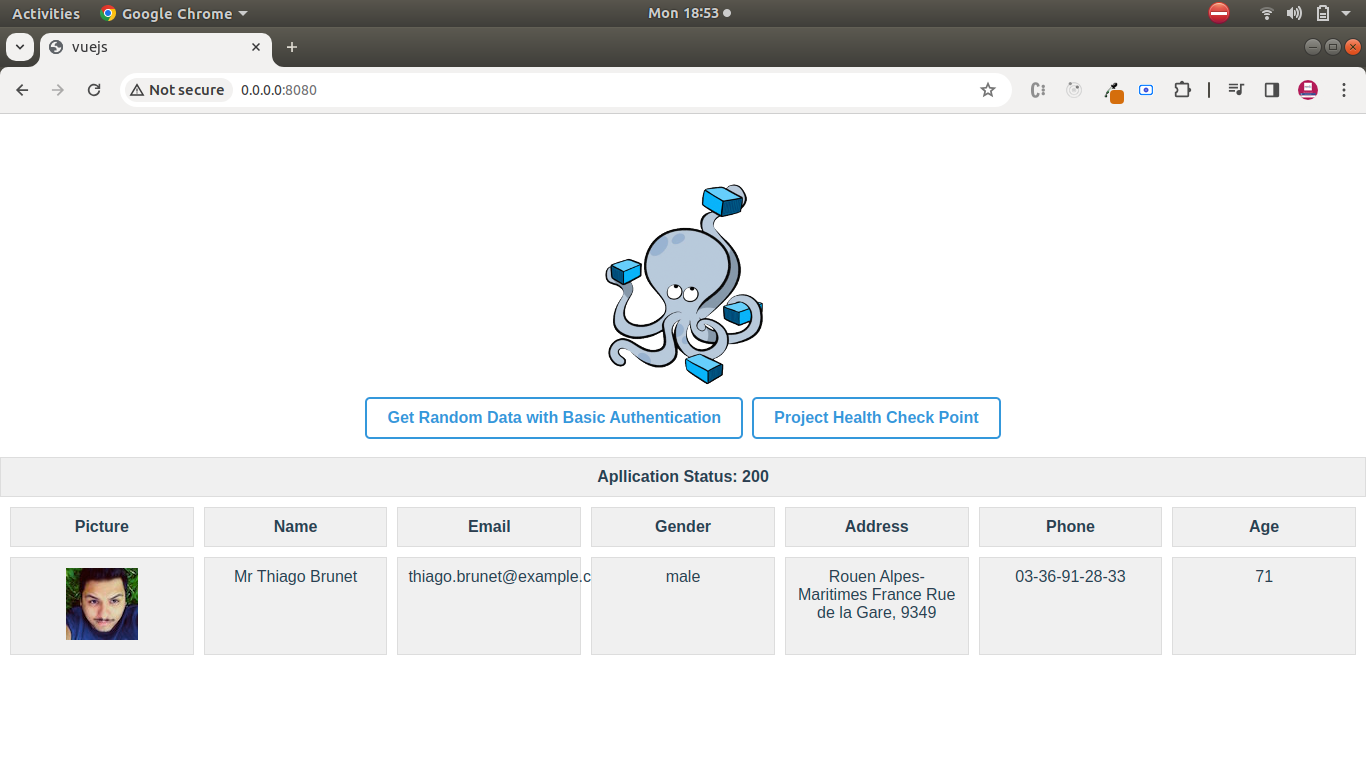 Activities Google Chrome Mon 18:53
vuejs
Not secure 0.0.0.0:8080
Get Random Data with Basic Authentication Project Health Check Point
Apllication Status: 200
Picture Name Email Gender Address Phone Age
Mr Thiago Brunet thiago.brunet@example.c male Rouen Alpes- 03-36-91-28-33 71
Maritimes France Rue
de la Gare, 9349